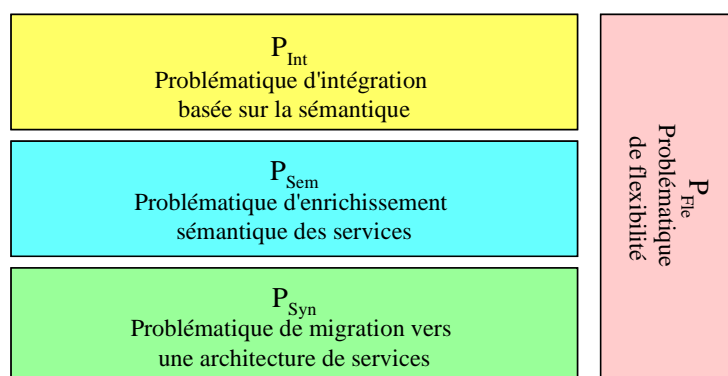 P_Int
Problématique d'intégration
basée sur la sémantique
P_Sem
Problématique d'enrichissement
sémantique des services
P_Syn
Problématique de migration vers
une architecture de services
P_Fle
Problématique
de flexibilité